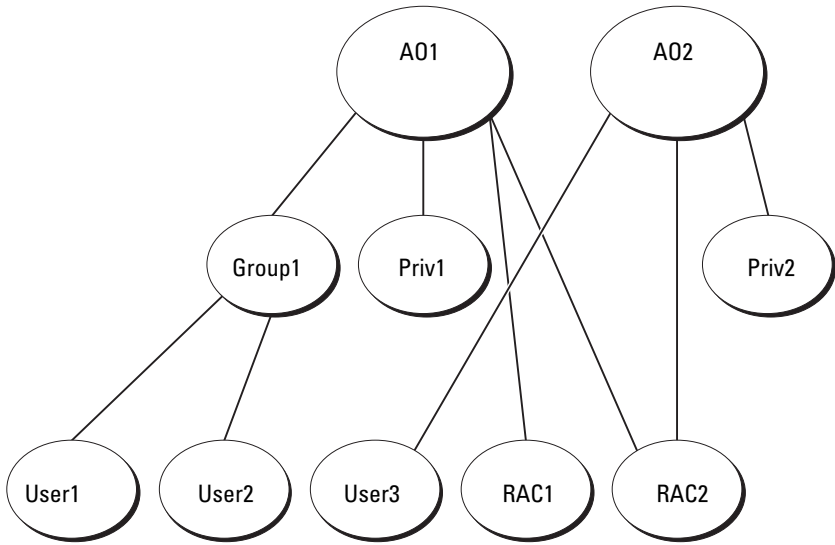 AO1
AO2
Group1
Priv1
Priv2
User1
User2
User3
RAC1
RAC2